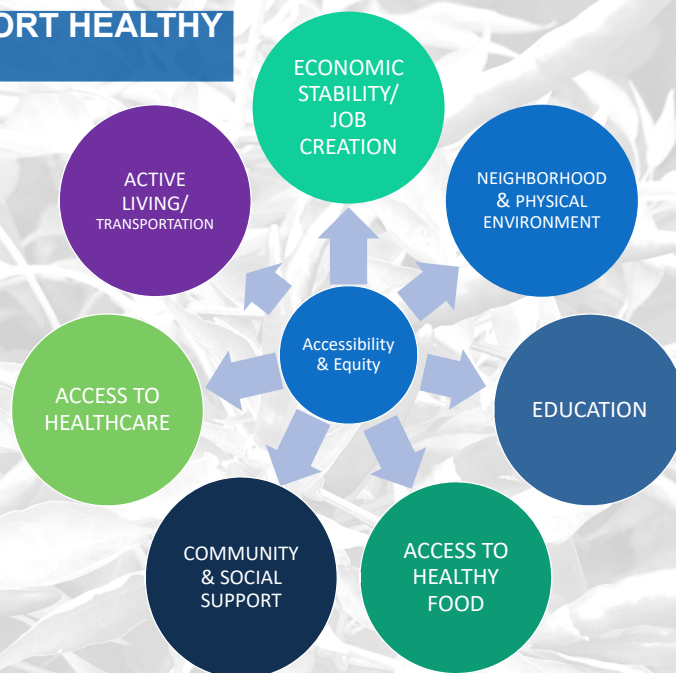 ORT HEALTHY
ECONOMIC
STABILITY/
JOB
CREATION
NEIGHBORHOOD
& PHYSICAL
ENVIRONMENT
EDUCATION
ACCESS TO
HEALTHY
FOOD
COMMUNITY
& SOCIAL
SUPPORT
ACCESS TO
HEALTHCARE
ACTIVE
LIVING/
TRANSPORTATION
Accessibility
& Equity